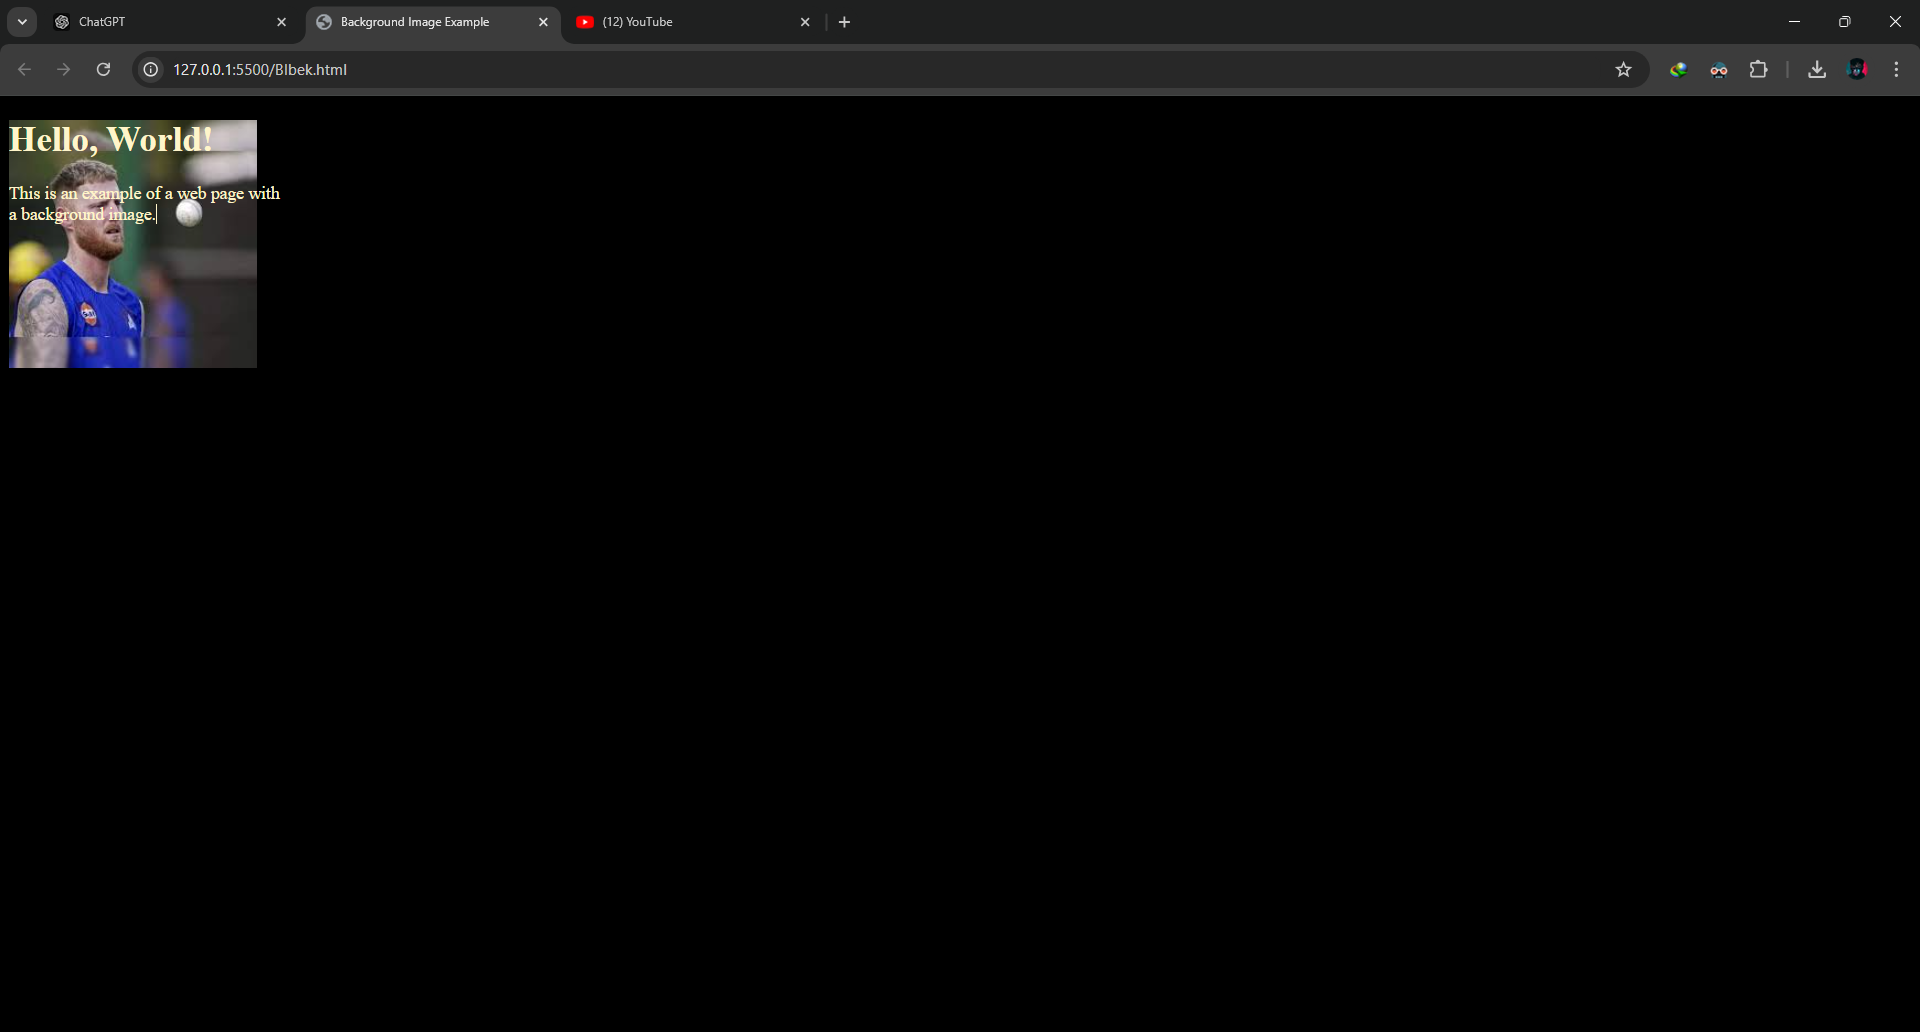 ChatGPT
Background Image Example
(12) YouTube
127.0.0.1:5500/BIbek.html
Hello, World!
This is an example of a web page with
a background image.